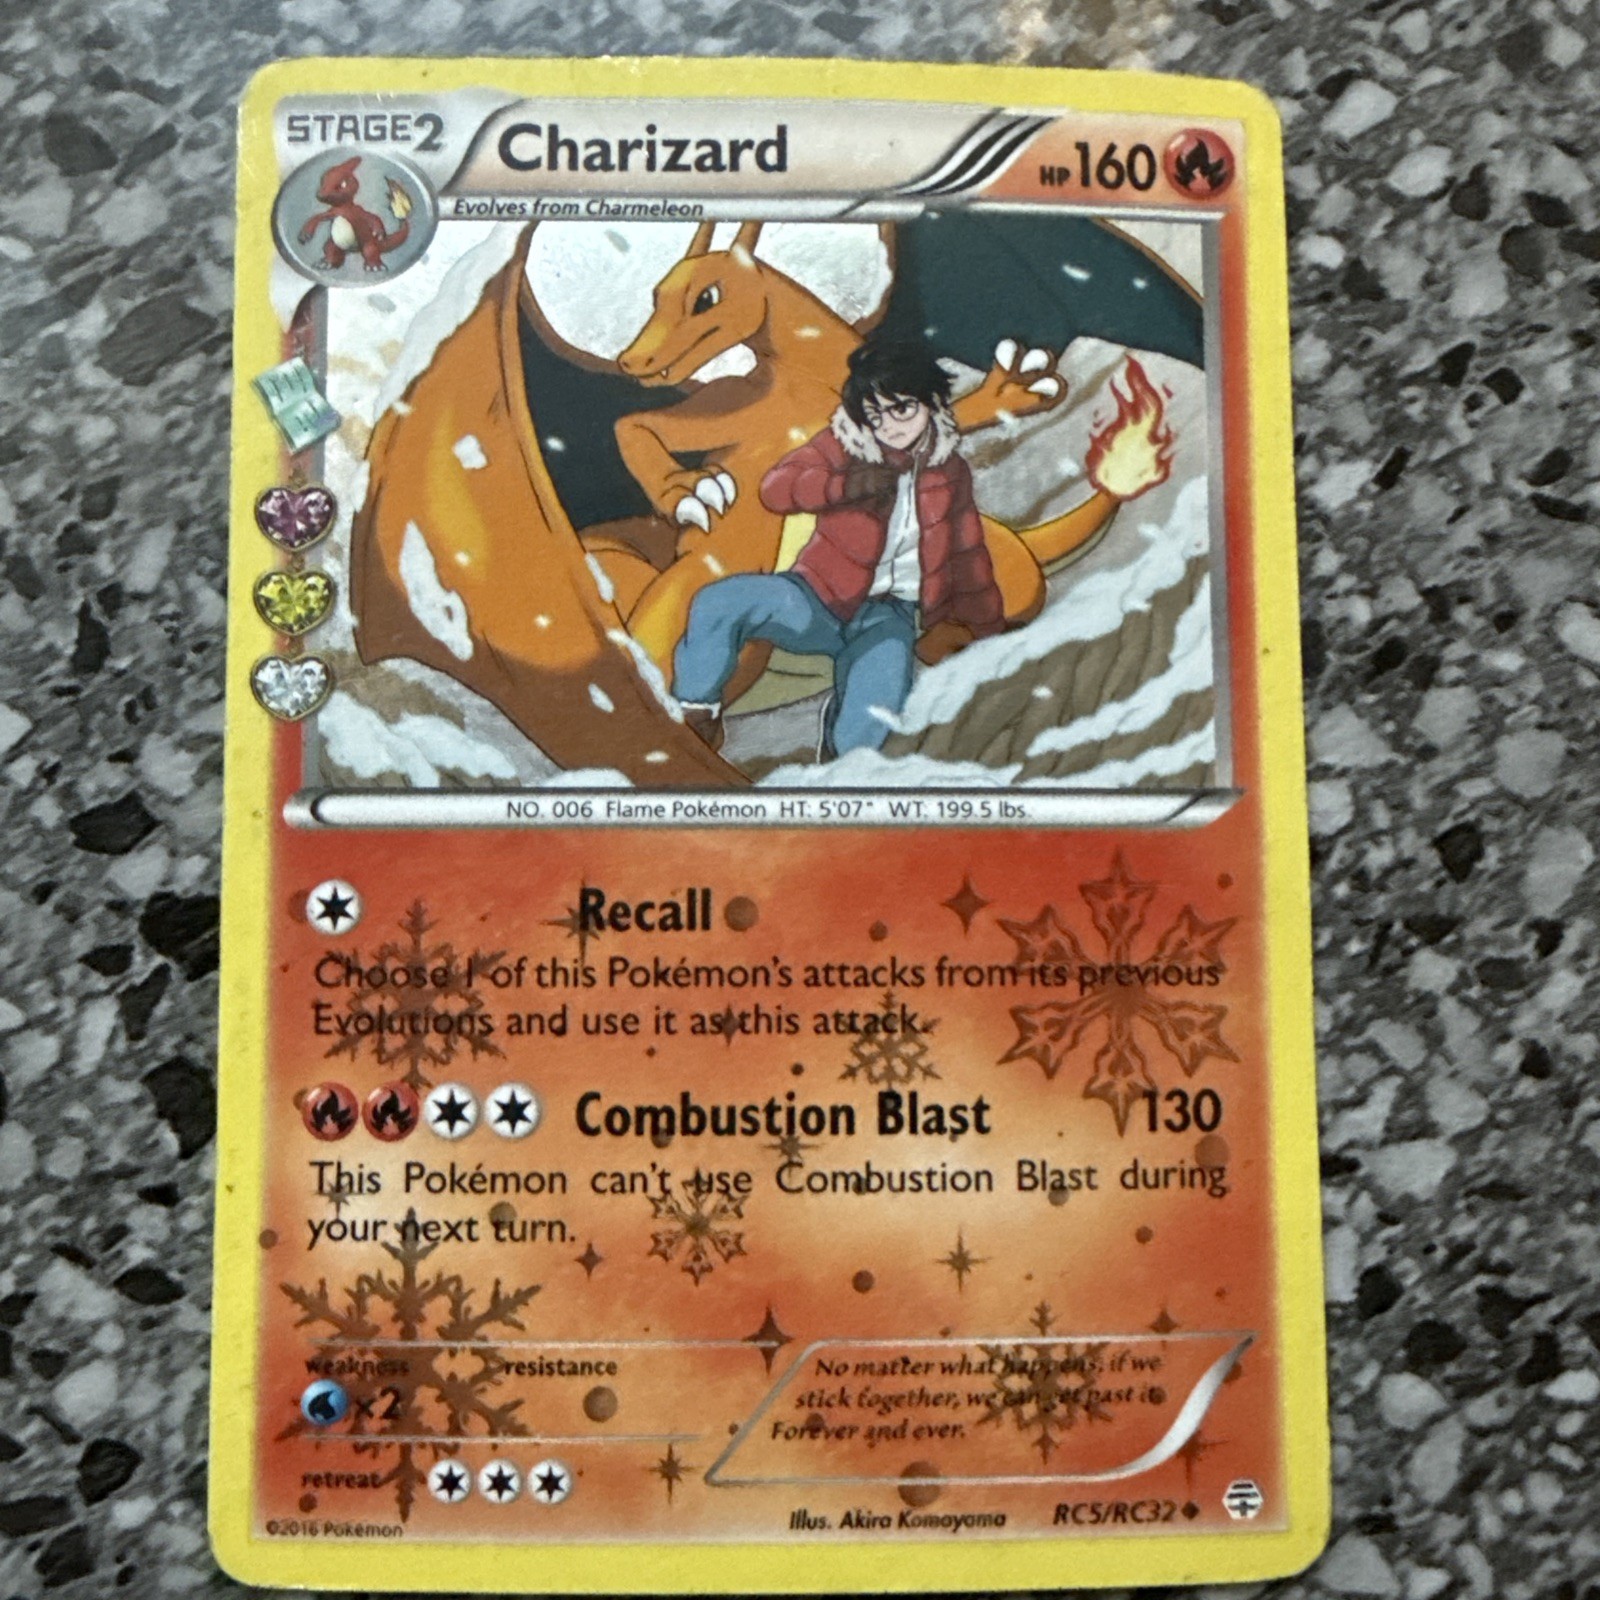 STAGE2
Charizard
HP 160
Evolves from Charmeleon
NO. 006 Flame Pokémon HT: 5'07" WT: 199.5 lbs.
Recall
Choose 1 of this Pokémon's attacks from its previous
Evolutions and use it as this attack.
Combustion Blast 130
This Pokémon can't use Combustion Blast during
your next turn.
weakness resistance
×2
No matter what happens, if we
stick together, we can get past it.
Forever and ever.
retreat
Illus. Akira Komayama RC5/RC32
©2016 Pokémon